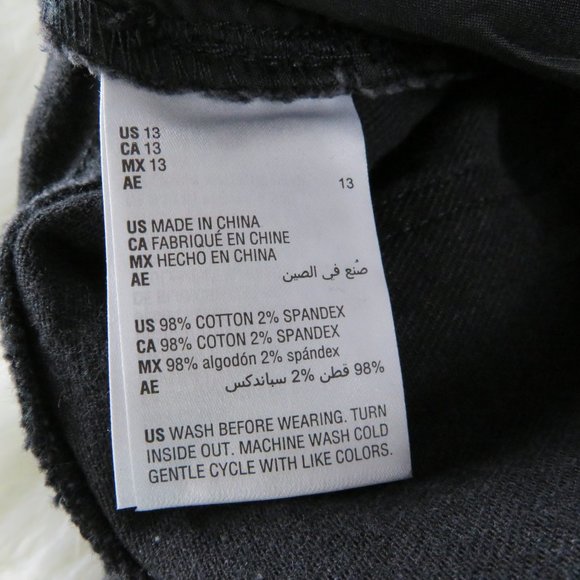 US 13
CA 13
MX 13
AE 13
US MADE IN CHINA
CA FABRIQUÉ EN CHINE
MX HECHO EN CHINA
AE صُنع في الصين
US 98% COTTON 2% SPANDEX
CA 98% COTON 2% SPANDEX
MX 98% algodón 2% spándex
AE 98% قطن 2% سباندكس
US WASH BEFORE WEARING. TURN
INSIDE OUT. MACHINE WASH COLD
GENTLE CYCLE WITH LIKE COLORS.